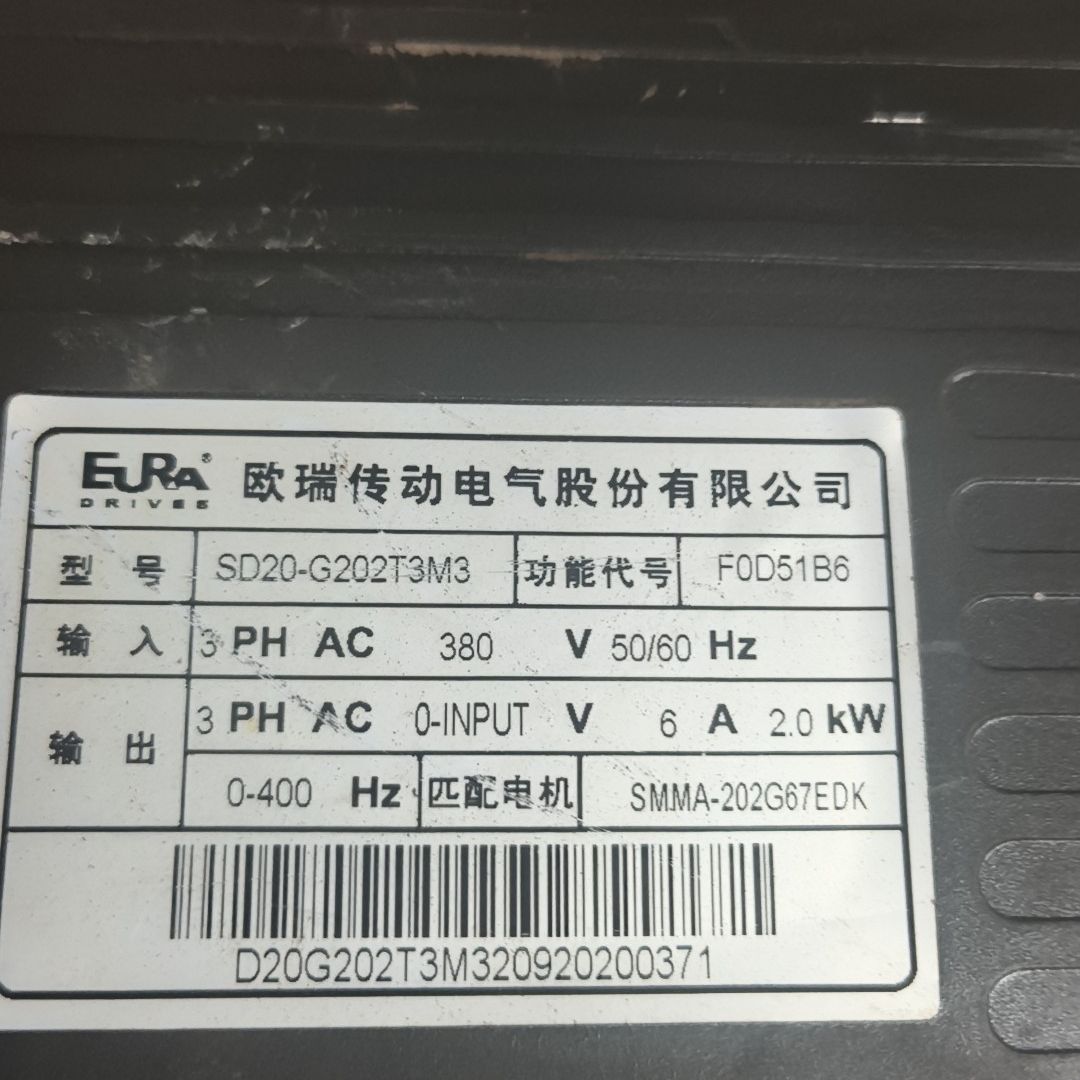 EURA® 欧瑞传动电气股份有限公司
DRIVES
型 号 SD20-G202T3M3 功能代号 F0D51B6
输 入 3 PH AC 380 V 50/60 Hz
输 出 3 PH AC 0-INPUT V 6 A 2.0 kW
0-400 Hz 匹配电机 SMMA-202G67EDK
D20G202T3M320920200371